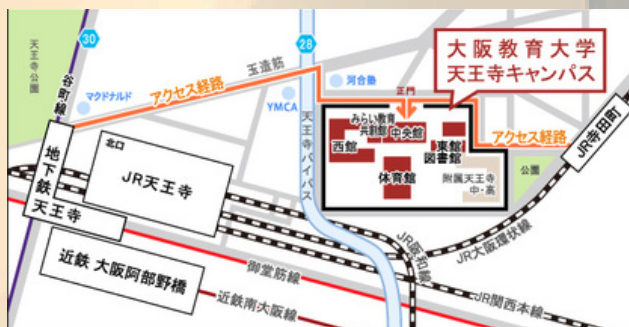 天王寺公園
谷町線
30
マクドナルド
アクセス経路
玉造筋
YMCA
28
河合塾
天王寺バイパス
大阪教育大学
天王寺キャンパス
正門
みらい教育
共創館
中央館
西館
東館
図書館
体育館
附属天王寺
中・高
公園
アクセス経路
JR寺田町
地下鉄
天王寺
北口
JR天王寺
近鉄 大阪阿部野橋
御堂筋線
近鉄南大阪線
JR阪和線
JR大阪環状線
JR関西本線